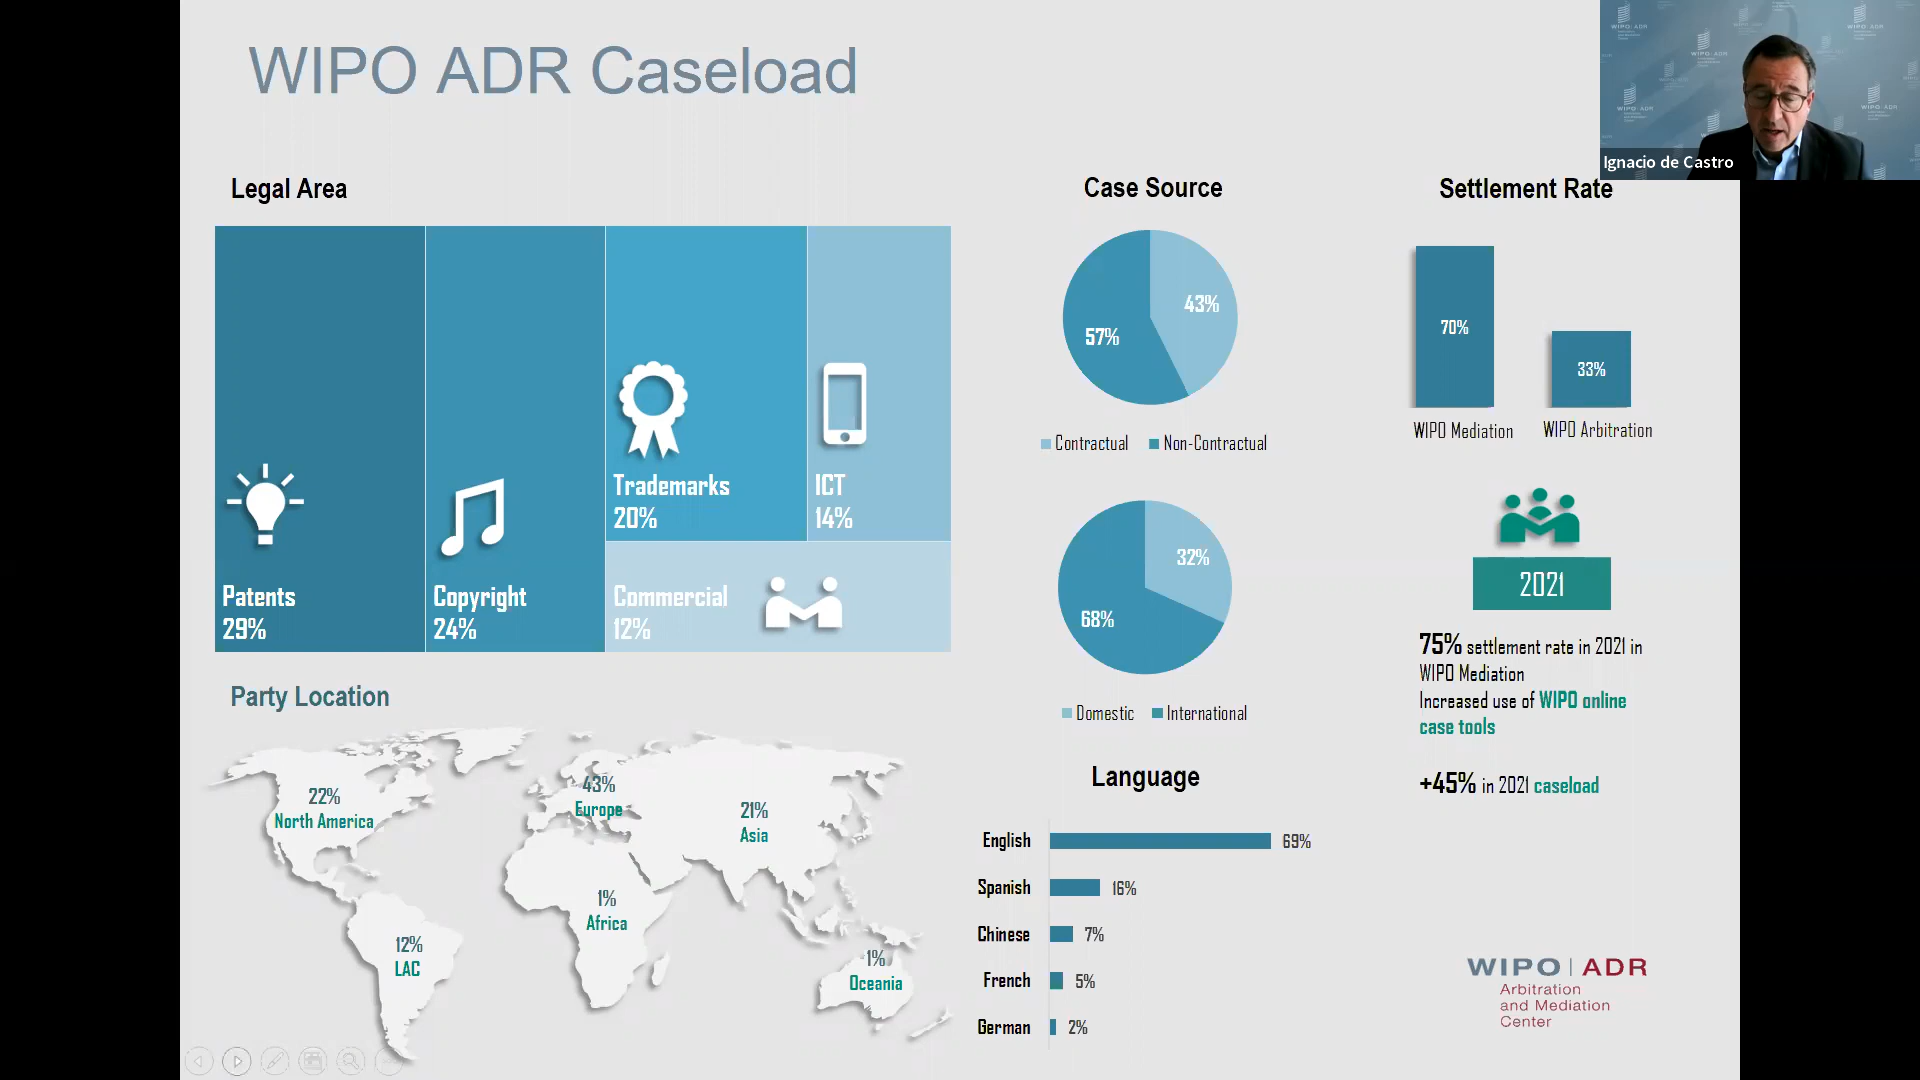 WIPO ADR Caseload
Ignacio de Castro
Legal Area
Patents
29%
Copyright
24%
Trademarks
20%
ICT
14%
Commercial
12%
Party Location
22%
North America
43%
Europe
21%
Asia
1%
Africa
12%
LAC
1%
Oceania
Case Source
43%
57%
Contractual
Non-Contractual
32%
68%
Domestic
International
Language
English
69%
Spanish
16%
Chinese
7%
French
5%
German
2%
Settlement Rate
70%
33%
WIPO Mediation
WIPO Arbitration
2021
75% settlement rate in 2021 in
WIPO Mediation
Increased use of WIPO online
case tools
+45% in 2021 caseload
WIPO | ADR
Arbitration
and Mediation
Center